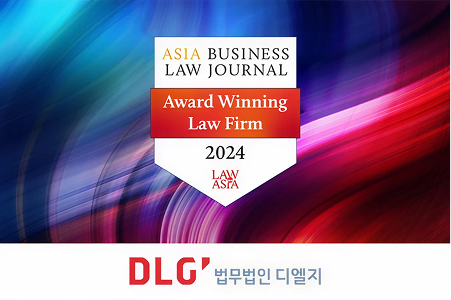 ASIA BUSINESS
LAW JOURNAL
Award Winning
Law Firm
2024
LAW
ASIA
DLG' 법무법인 디엘지